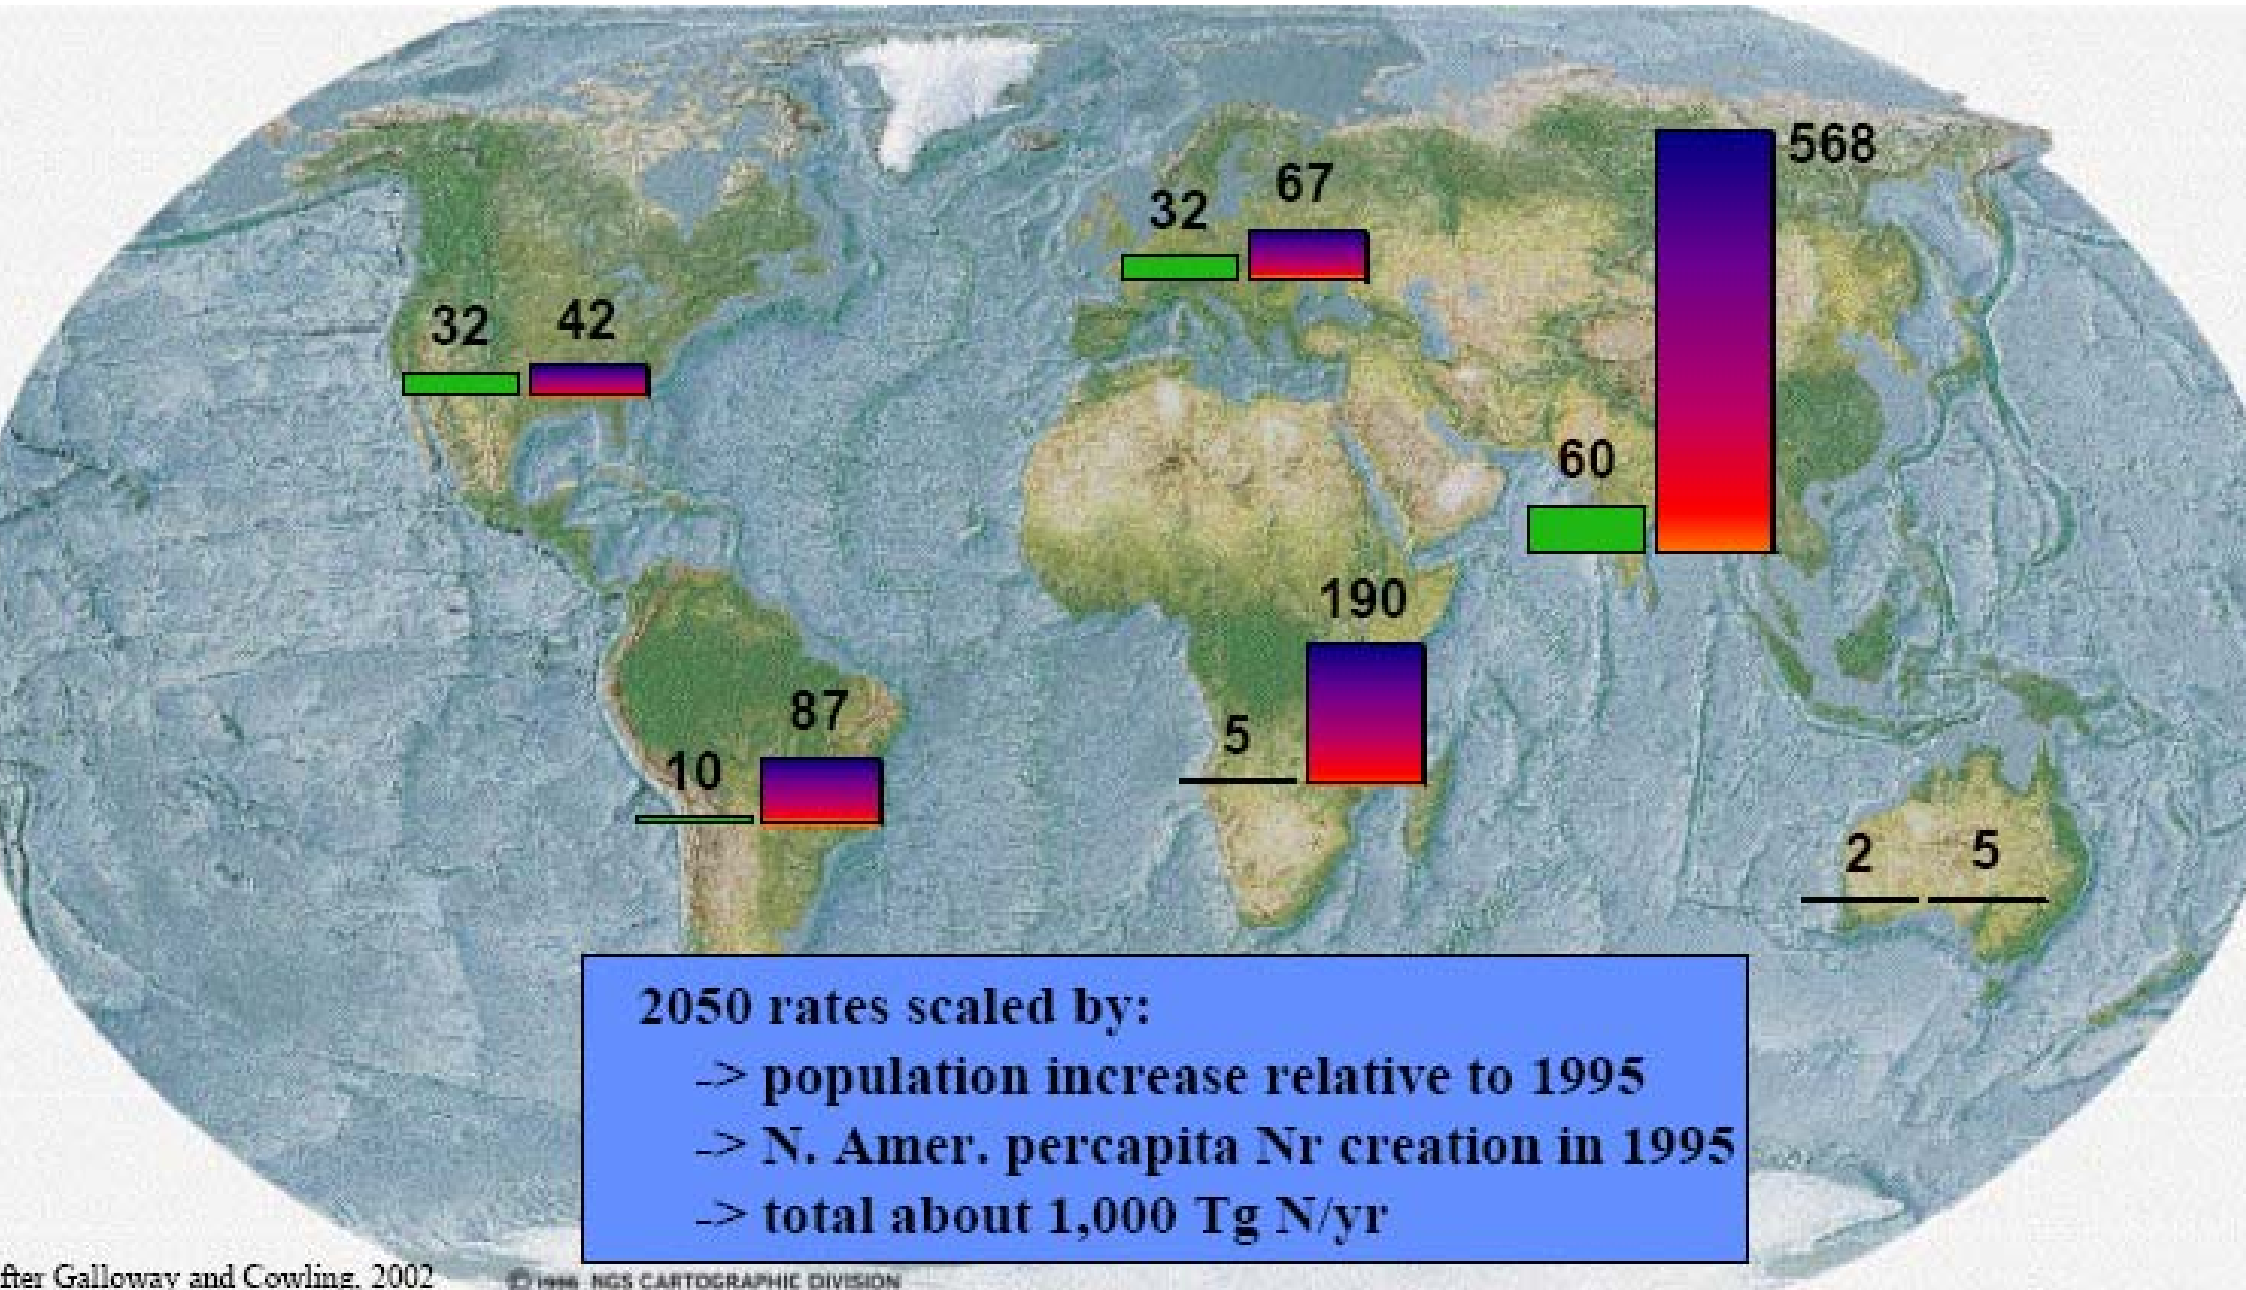 568
67
32
32
42
60
190
87
5
10
2
5
2050 rates scaled by:
-> population increase relative to 1995
-> N. Amer. percapita Nr creation in 1995
-> total about 1,000 Tg N/yr
fter Galloway and Cowling, 2002
© 1998 NGS CARTOGRAPHIC DIVISION